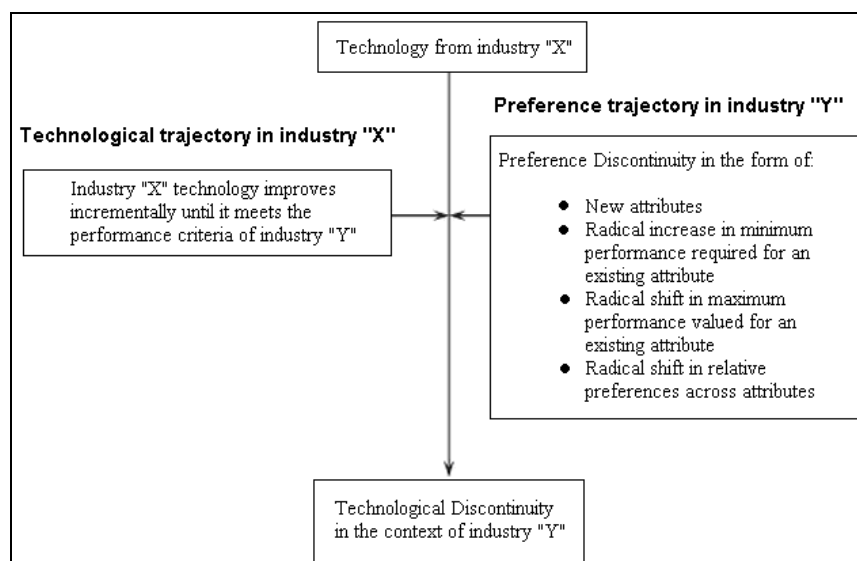 Technology from industry "X"
Technological trajectory in industry "X"
Industry "X" technology improves
incrementally until it meets the
performance criteria of industry "Y"
Preference trajectory in industry "Y"
Preference Discontinuity in the form of:
● New attributes
● Radical increase in minimum
performance required for an
existing attribute
● Radical shift in maximum
performance valued for an
existing attribute
● Radical shift in relative
preferences across attributes
Technological Discontinuity
in the context of industry "Y"